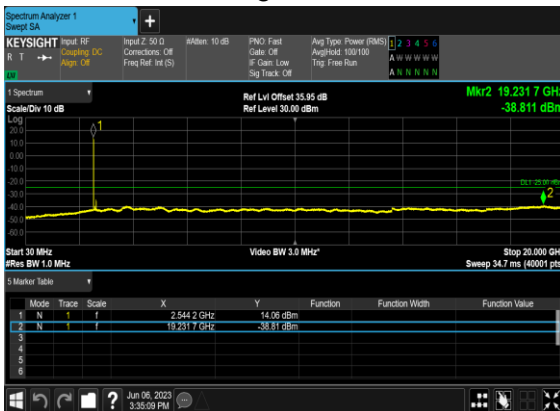 Spectrum Analyzer 1
Swept SA
KEYSIGHT Input: RF Input Z: 50 Ω #Atten: 10 dB PNO: Fast Avg Type: Power (RMS) 1 2 3 4 5 6
R T Coupling: DC Corrections: Off Gate: Off Avg|Hold: 100/100 A W W W W W
Align: Off Freq Ref: Int (S) IF Gain: Low Trig: Free Run
LV Sig Track: Off A N N N N N
1 Spectrum Ref Lvl Offset 35.95 dB Mkr2 19.231 7 GHz
Scale/Div 10 dB Ref Level 30.00 dBm -38.811 dBm
Log
20.0
10.0
0.00
-10.0
-20.0
-30.0
-40.0
-50.0
-60.0
1
2
Start 30 MHz Video BW 3.0 MHz* Stop 20.000 GH
#Res BW 1.0 MHz Sweep 34.7 ms (40001 pts
5 Marker Table
Mode Trace Scale X Y Function Function Width Function Value
1 N 1 f 2.544 2 GHz 14.06 dBm
2 N 1 f 19.231 7 GHz -38.81 dBm
3
4
5
6
? Jun 06, 2023
3:35:09 PM